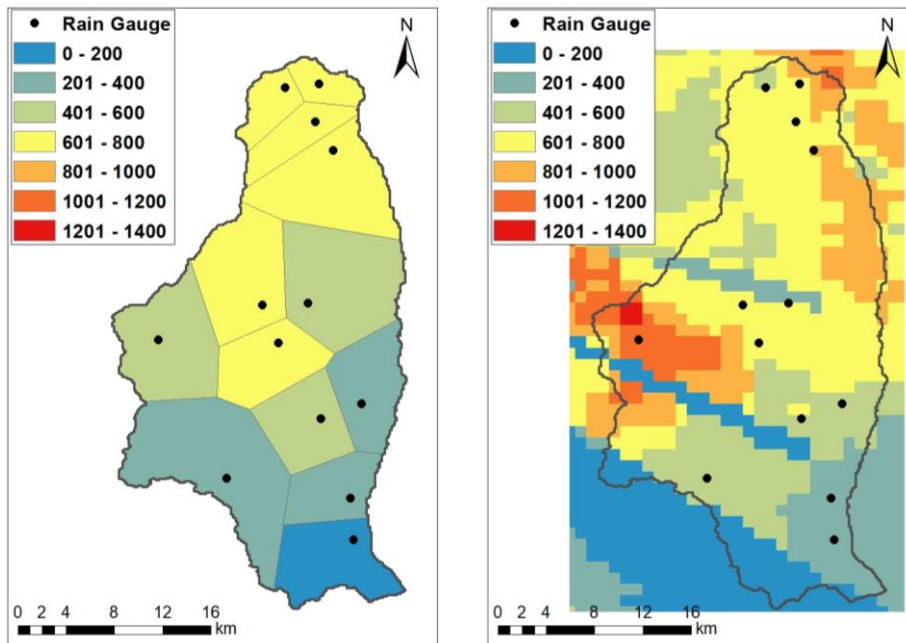 Rain Gauge
0 - 200
201 - 400
401 - 600
601 - 800
801 - 1000
1001 - 1200
1201 - 1400
N
0 2 4 8 12 16
km
Rain Gauge
0 - 200
201 - 400
401 - 600
601 - 800
801 - 1000
1001 - 1200
1201 - 1400
N
0 2 4 8 12 16
km